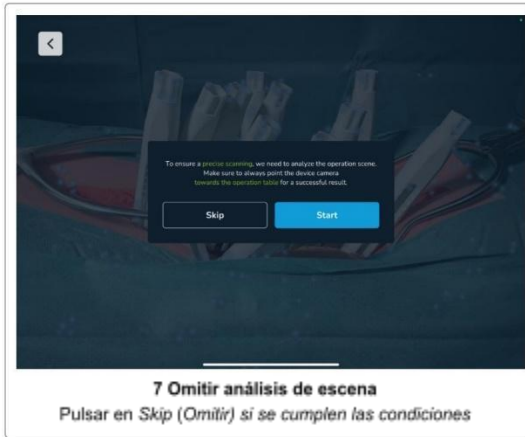 To ensure a precise scanning, we need to analyze the operation scene.
Make sure to always point the device camera
towards the operation table for a successful result.
Skip
Start
7 Omitir análisis de escena
Pulsar en Skip (Omitir) si se cumplen las condiciones